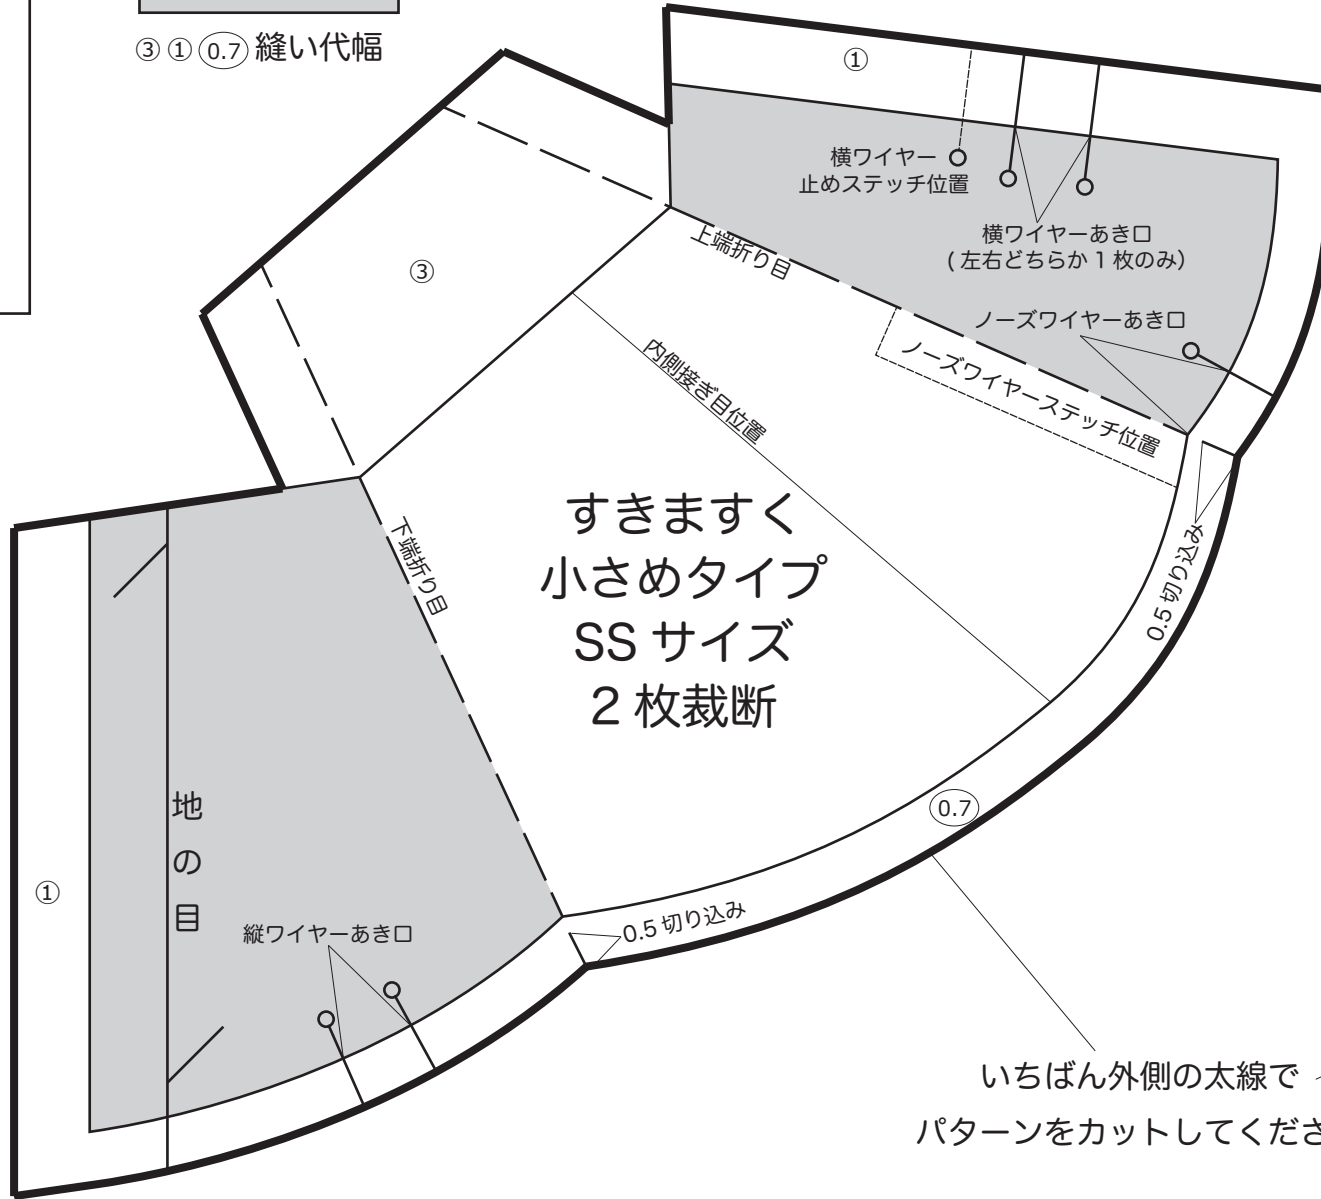 ③ ① 0.7 縫い代幅
①
横ワイヤー
止めステッチ位置
横ワイヤーあき口
(左右どちらか1枚のみ)
上端折り目
③
ノーズワイヤーあき口
ノーズワイヤーステッチ位置
内側接ぎ目位置
すきますく
小さめタイプ
SS サイズ
2 枚裁断
下端折り目
0.5 切り込み
地の目
0.7
①
縦ワイヤーあき口
0.5 切り込み
いちばん外側の太線で
パターンをカットしてくださ